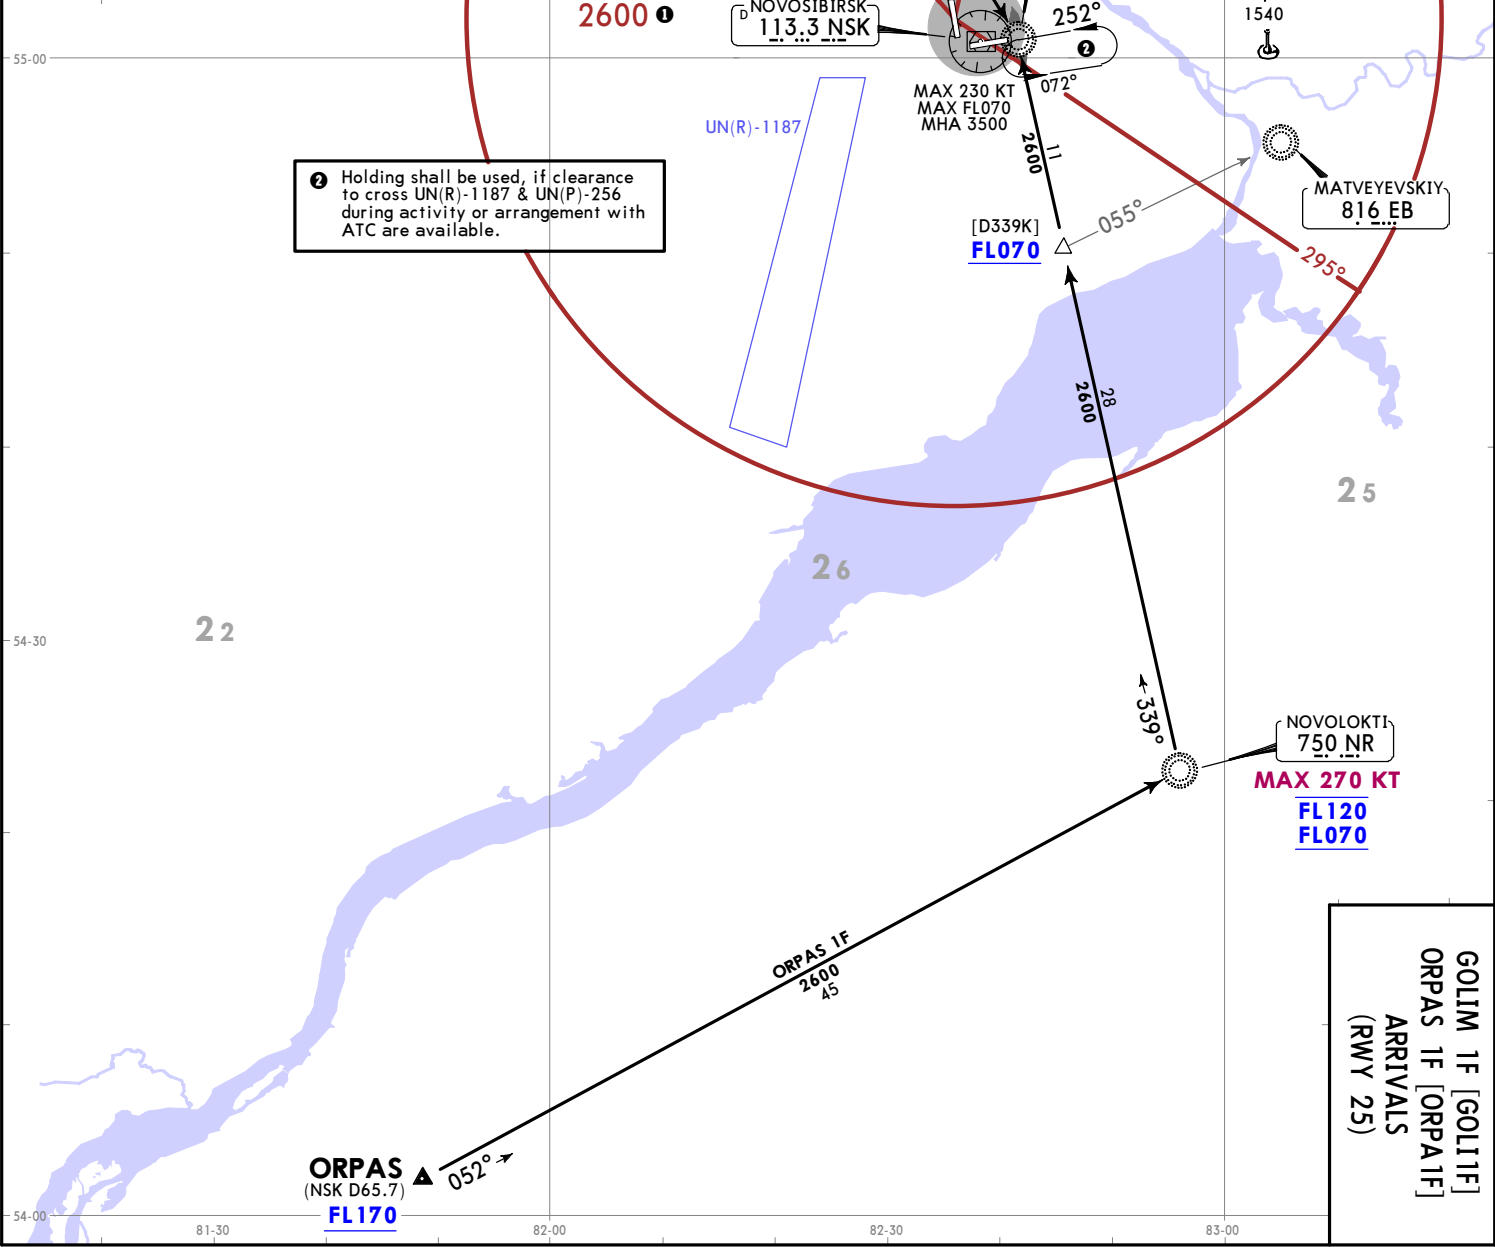 2600 ❶
NOVOSIBIRSK
D
113.3 NSK
252°
❷
072°
1540
55-00
MAX 230 KT
MAX FL070
MHA 3500
UN(R)-1187
11
2600
MATVEYEVSKIY
816 EB
❷ Holding shall be used, if clearance
to cross UN(R)-1187 & UN(P)-256
during activity or arrangement with
ATC are available.
055°
[D339K]
FL070
295°
28
2600
25
26
22
54-30
339°
NOVOLOKTI
750 NR
MAX 270 KT
FL120
FL070
ORPAS 1F
2600
45
GOLIM 1F [GOLI1F]
ORPAS 1F [ORPA1F]
ARRIVALS
(RWY 25)
ORPAS
(NSK D65.7)
FL170
052°
54-00
81-30
82-00
82-30
83-00